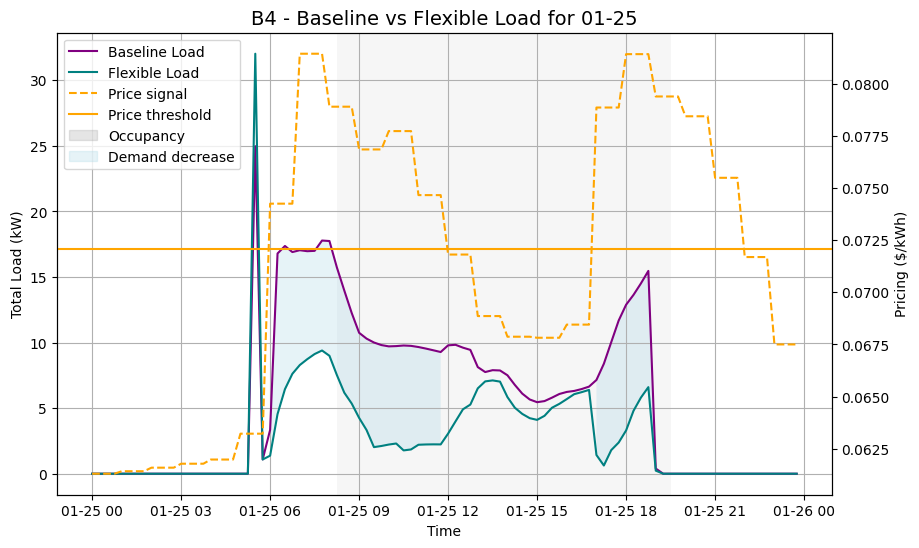 B4 - Baseline vs Flexible Load for 01-25
Baseline Load
Flexible Load
Price signal
Price threshold
Occupancy
Demand decrease
Total Load (kW)
30
25
20
15
10
5
0
0.0800
0.0775
0.0750
0.0725
0.0700
0.0675
0.0650
0.0625
Pricing ($/kWh)
01-25 00 01-25 03 01-25 06 01-25 09 01-25 12 01-25 15 01-25 18 01-25 21 01-26 00
Time